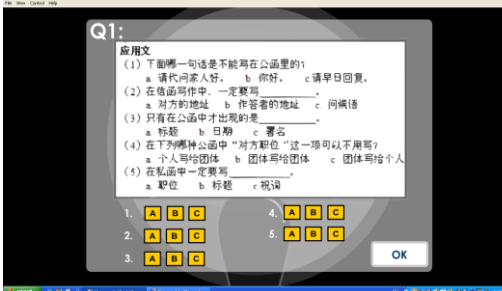 File View Control Help
Q1:
应用文
(1) 下面哪一句话是不能写在公函里的?
a. 请代问家人好。 b 你好。 c 请早日回复。
(2) 在信函写作中、一定要写________。
a. 对方的地址 b 作答者的地址 c 问候语
(3) 只有在公函中才出现的是________。
a. 标题 b. 日期 c 署名
(4) 在下列哪种公函“对方职位”这一项可以不用写?
a 个人写给团体 b 团体写给团体 c 团体写给个人
(5) 在私函中一定要写________。
a. 职位 b. 标题 c 祝词
1. A B C
2. A B C
3. A B C
4. A B C
5. A B C
OK